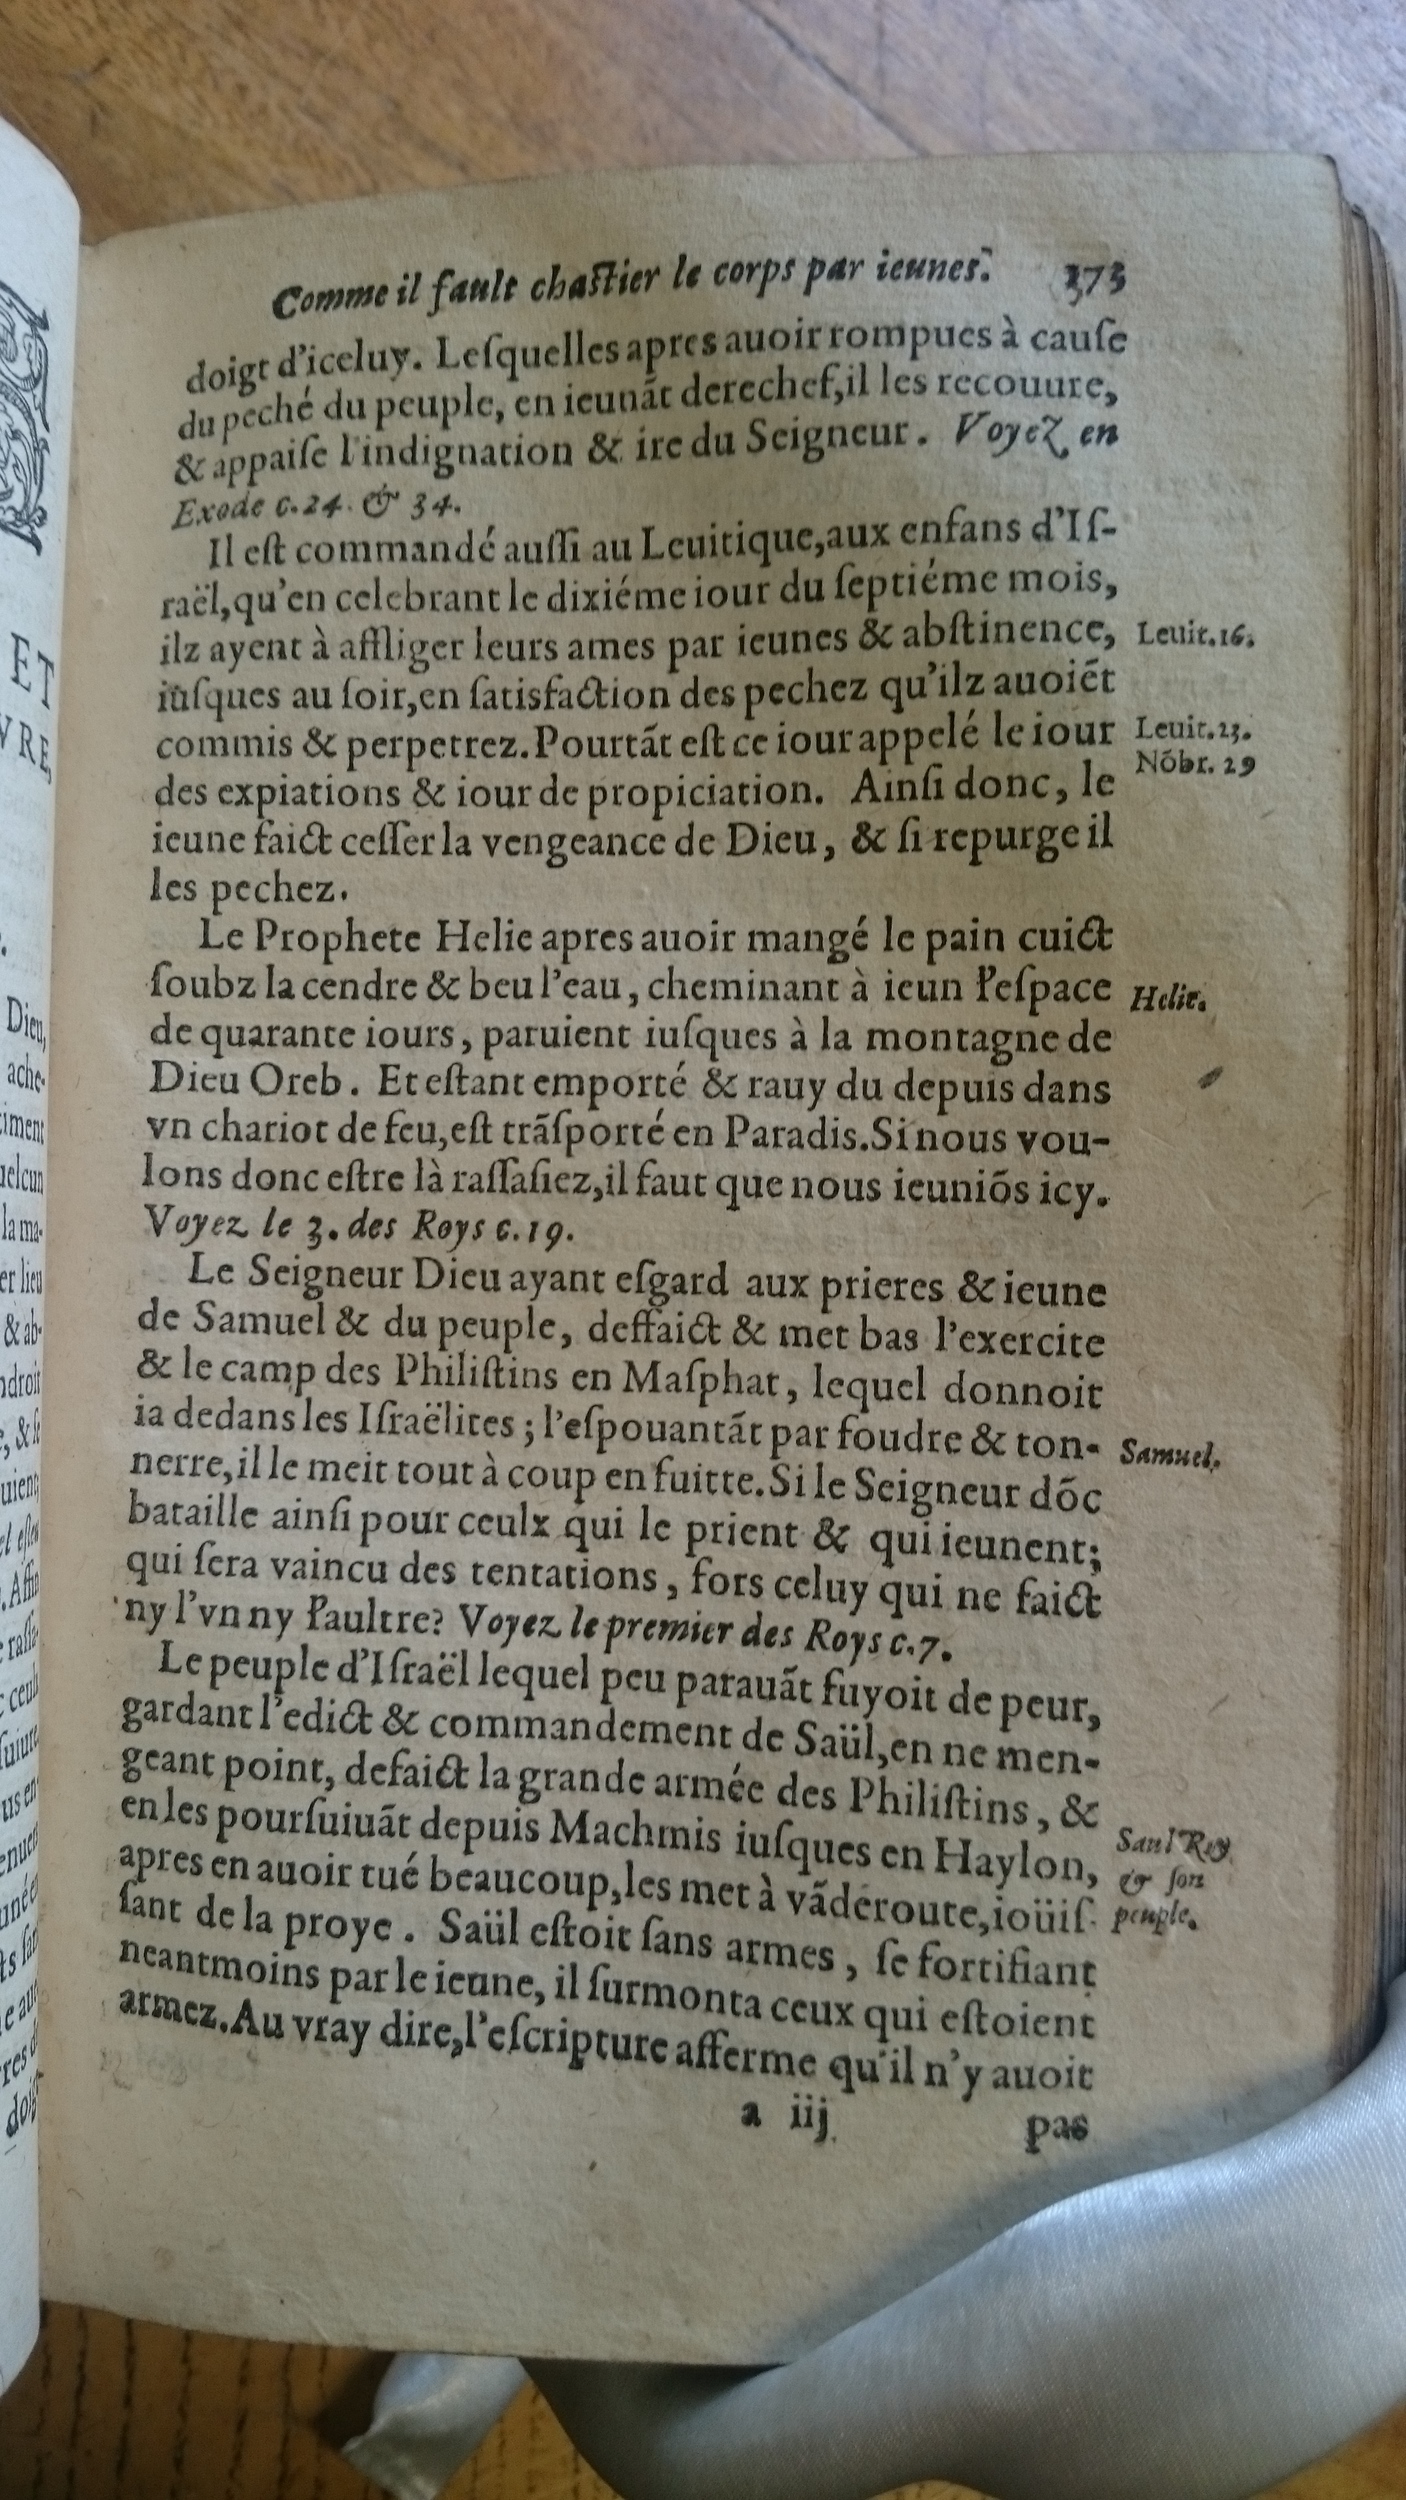 Comme il fault chaſtier le corps par ieunes. 373
doigt d'iceluy. Leſquelles apres auoir rompues à cauſe
du peché du peuple, en ieunãt derechef, il les recouure,
& appaiſe l'indignation & ire du Seigneur. Voyez en
Exode c.24. & 34.
Il eſt commandé auſſi au Leuitique, aux enfans d'Iſ-
raël, qu'en celebrant le dixiéme iour du ſeptiéme mois,
ilz ayent à affliger leurs ames par ieunes & abſtinence,
Leuit.16.
iuſques au ſoir, en ſatisfaction des pechez qu'ilz auoiẽt
commis & perpetrez. Pourtãt eſt ce iour appelé le iour
Leuit.23.
Nõbr. 29
des expiations & iour de propiciation. Ainſi donc, le
ieune faict ceſſer la vengeance de Dieu, & ſi repurge il
les pechez.
Le Prophete Helie apres auoir mangé le pain cuict
ſoubz la cendre & beu l'eau, cheminant à ieun l'eſpace
Helie.
de quarante iours, paruient iuſques à la montagne de
Dieu Oreb. Et eſtant emporté & rauy du depuis dans
vn chariot de feu, eſt trãſporté en Paradis. Si nous vou-
lons donc eſtre là raſſaſiez, il faut que nous ieuniõs icy.
Voyez le 3. des Roys c.19.
Le Seigneur Dieu ayant eſgard aux prieres & ieune
de Samuel & du peuple, deffaict & met bas l'exercite
& le camp des Philiſtins en Maſphat, lequel donnoit
ia dedans les Iſraëlites ; l'eſpouantãt par foudre & ton-
Samuel.
nerre, il le meit tout à coup en fuitte. Si le Seigneur dõc
bataille ainſi pour ceulx qui le prient & qui ieunent;
qui ſera vaincu des tentations, fors celuy qui ne faict
ny l'vn ny l'aultre? Voyez le premier des Roys c.7.
Le peuple d'Iſraël lequel peu parauãt fuyoit de peur,
gardant l'edict & commandement de Saül, en ne men-
geant point, defaict la grande armée des Philiſtins, &
en les pourſuiuãt depuis Machmis iuſques en Haylon,
Saul Roy
& ſon
peuple.
apres en auoir tué beaucoup, les met à vãderoute, ioüiſ-
ſant de la proye. Saül eſtoit ſans armes, ſe fortifiant
neantmoins par le ieune, il ſurmonta ceux qui eſtoient
armez. Au vray dire, l'eſcripture afferme qu'il n'y auoit
a iij
pas
ET
VRE,
Dieu,
ache-